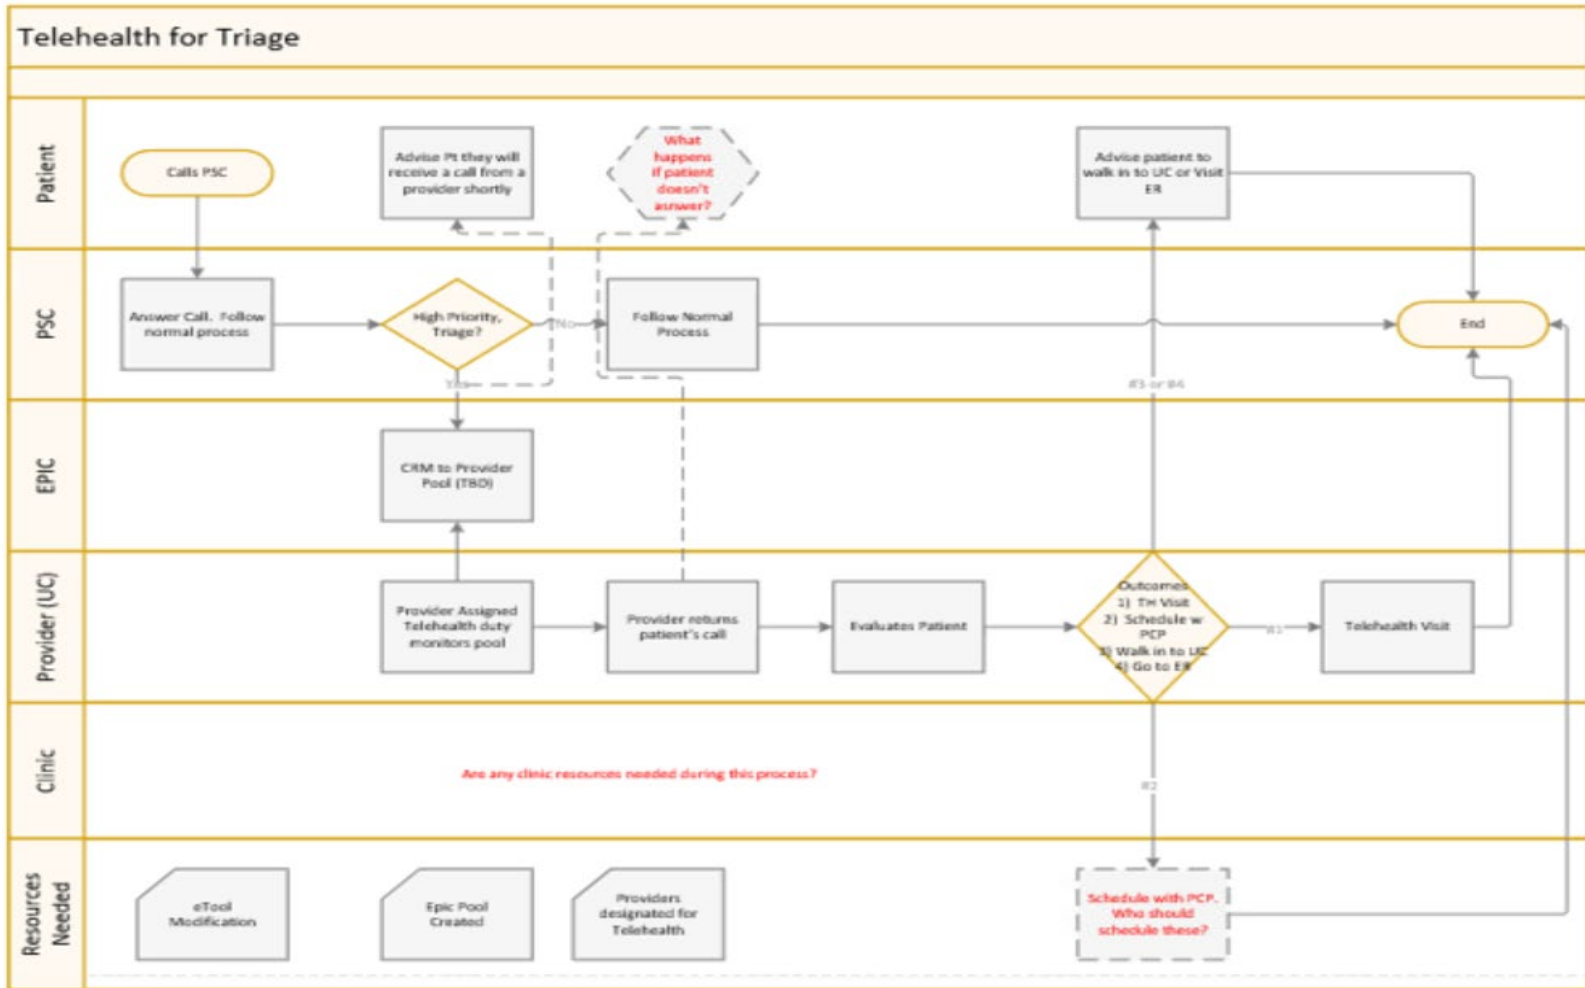 Telehealth for Triage
Patient
Calls PSC
Advise Pt they will
receive a call from a
provider shortly
What
happens
if patient
doesn't
asnwer?
Advise patient to
walk in to UC or Visit
ER
PSC
Answer Call. Follow
normal process
High Priority,
Triage?
No
Follow Normal
Process
End
Yes
#3 or #4
EPIC
CRM to Provider
Pool (TBD)
Provider (UC)
Provider Assigned
Telehealth duty
monitors pool
Provider returns
patient's call
Evaluates Patient
Outcomes
1) TH Visit
2) Schedule w
PCP
3) Walk in to UC
4) Go to ER
#1
Telehealth Visit
Clinic
Are any clinic resources needed during this process?
#2
Resources
Needed
eTool
Modification
Epic Pool
Created
Providers
designated for
Telehealth
Schedule with PCP.
Who should
schedule these?